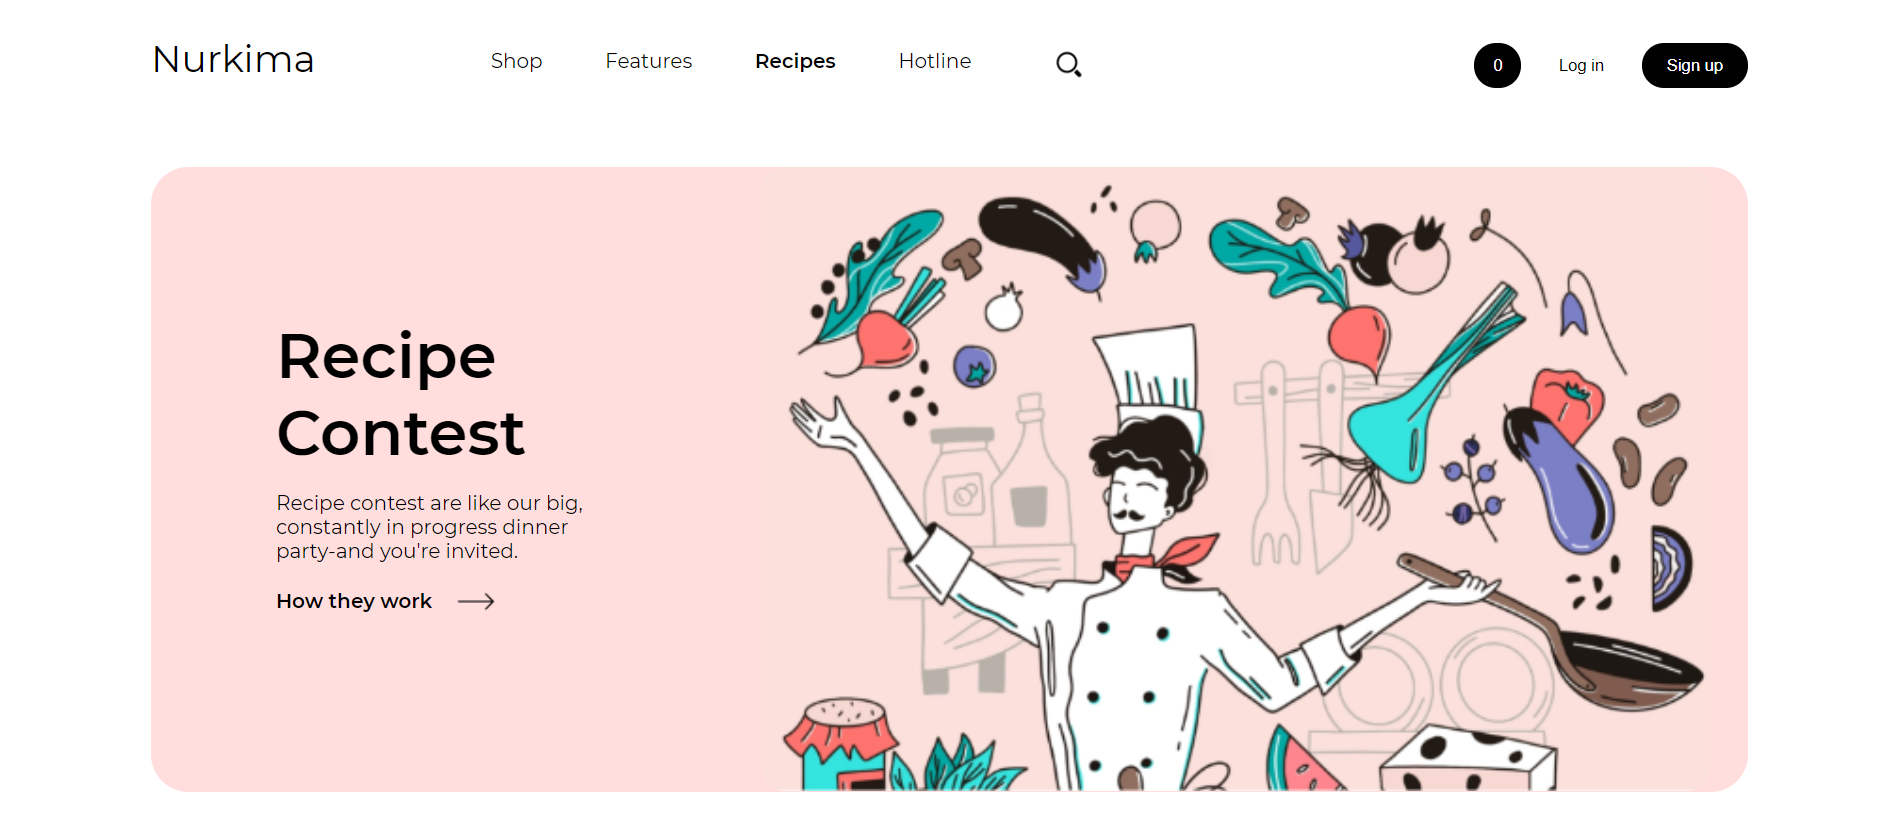 Nurkima
Shop
Features
Recipes
Hotline
0
Log in
Sign up
Recipe
Contest
Recipe contest are like our big,
constantly in progress dinner
party-and you're invited.
How they work